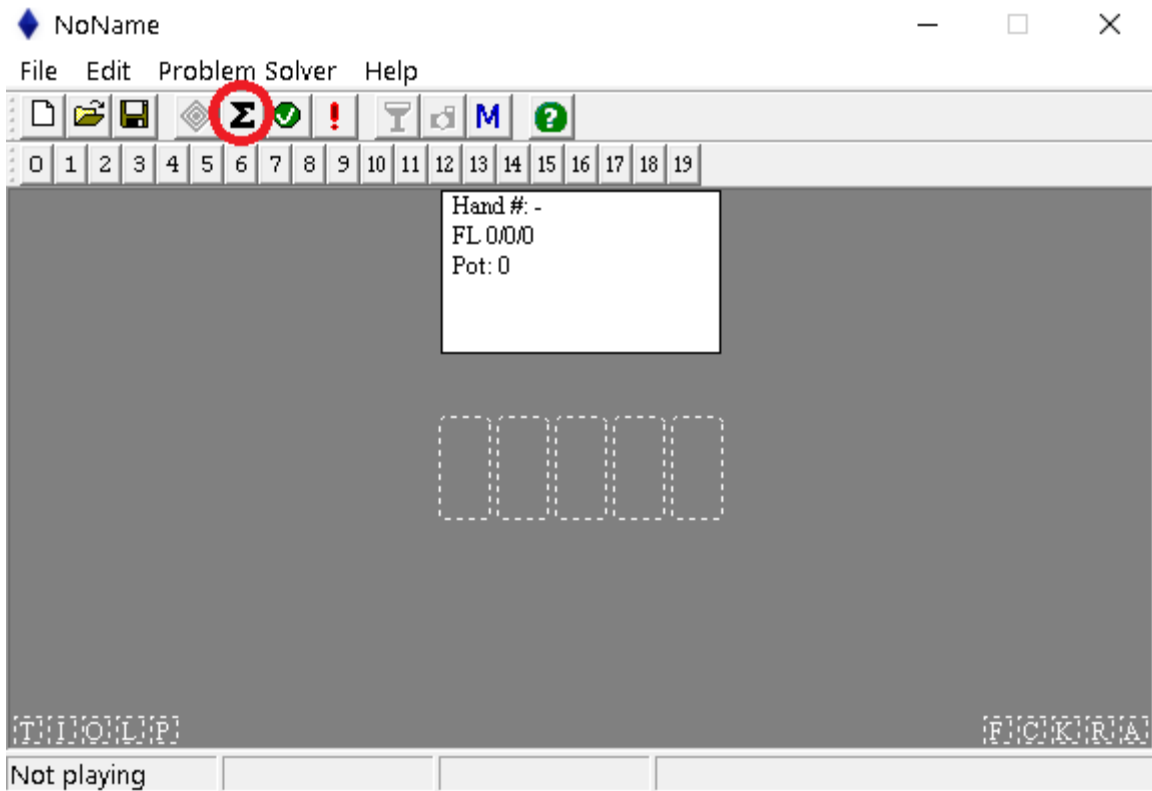 NoName
File Edit Problem Solver Help
Σ ! M ?
0 1 2 3 4 5 6 7 8 9 10 11 12 13 14 15 16 17 18 19
Hand #: -
FL 0/0/0
Pot: 0
T I O L P F C K R A
Not playing